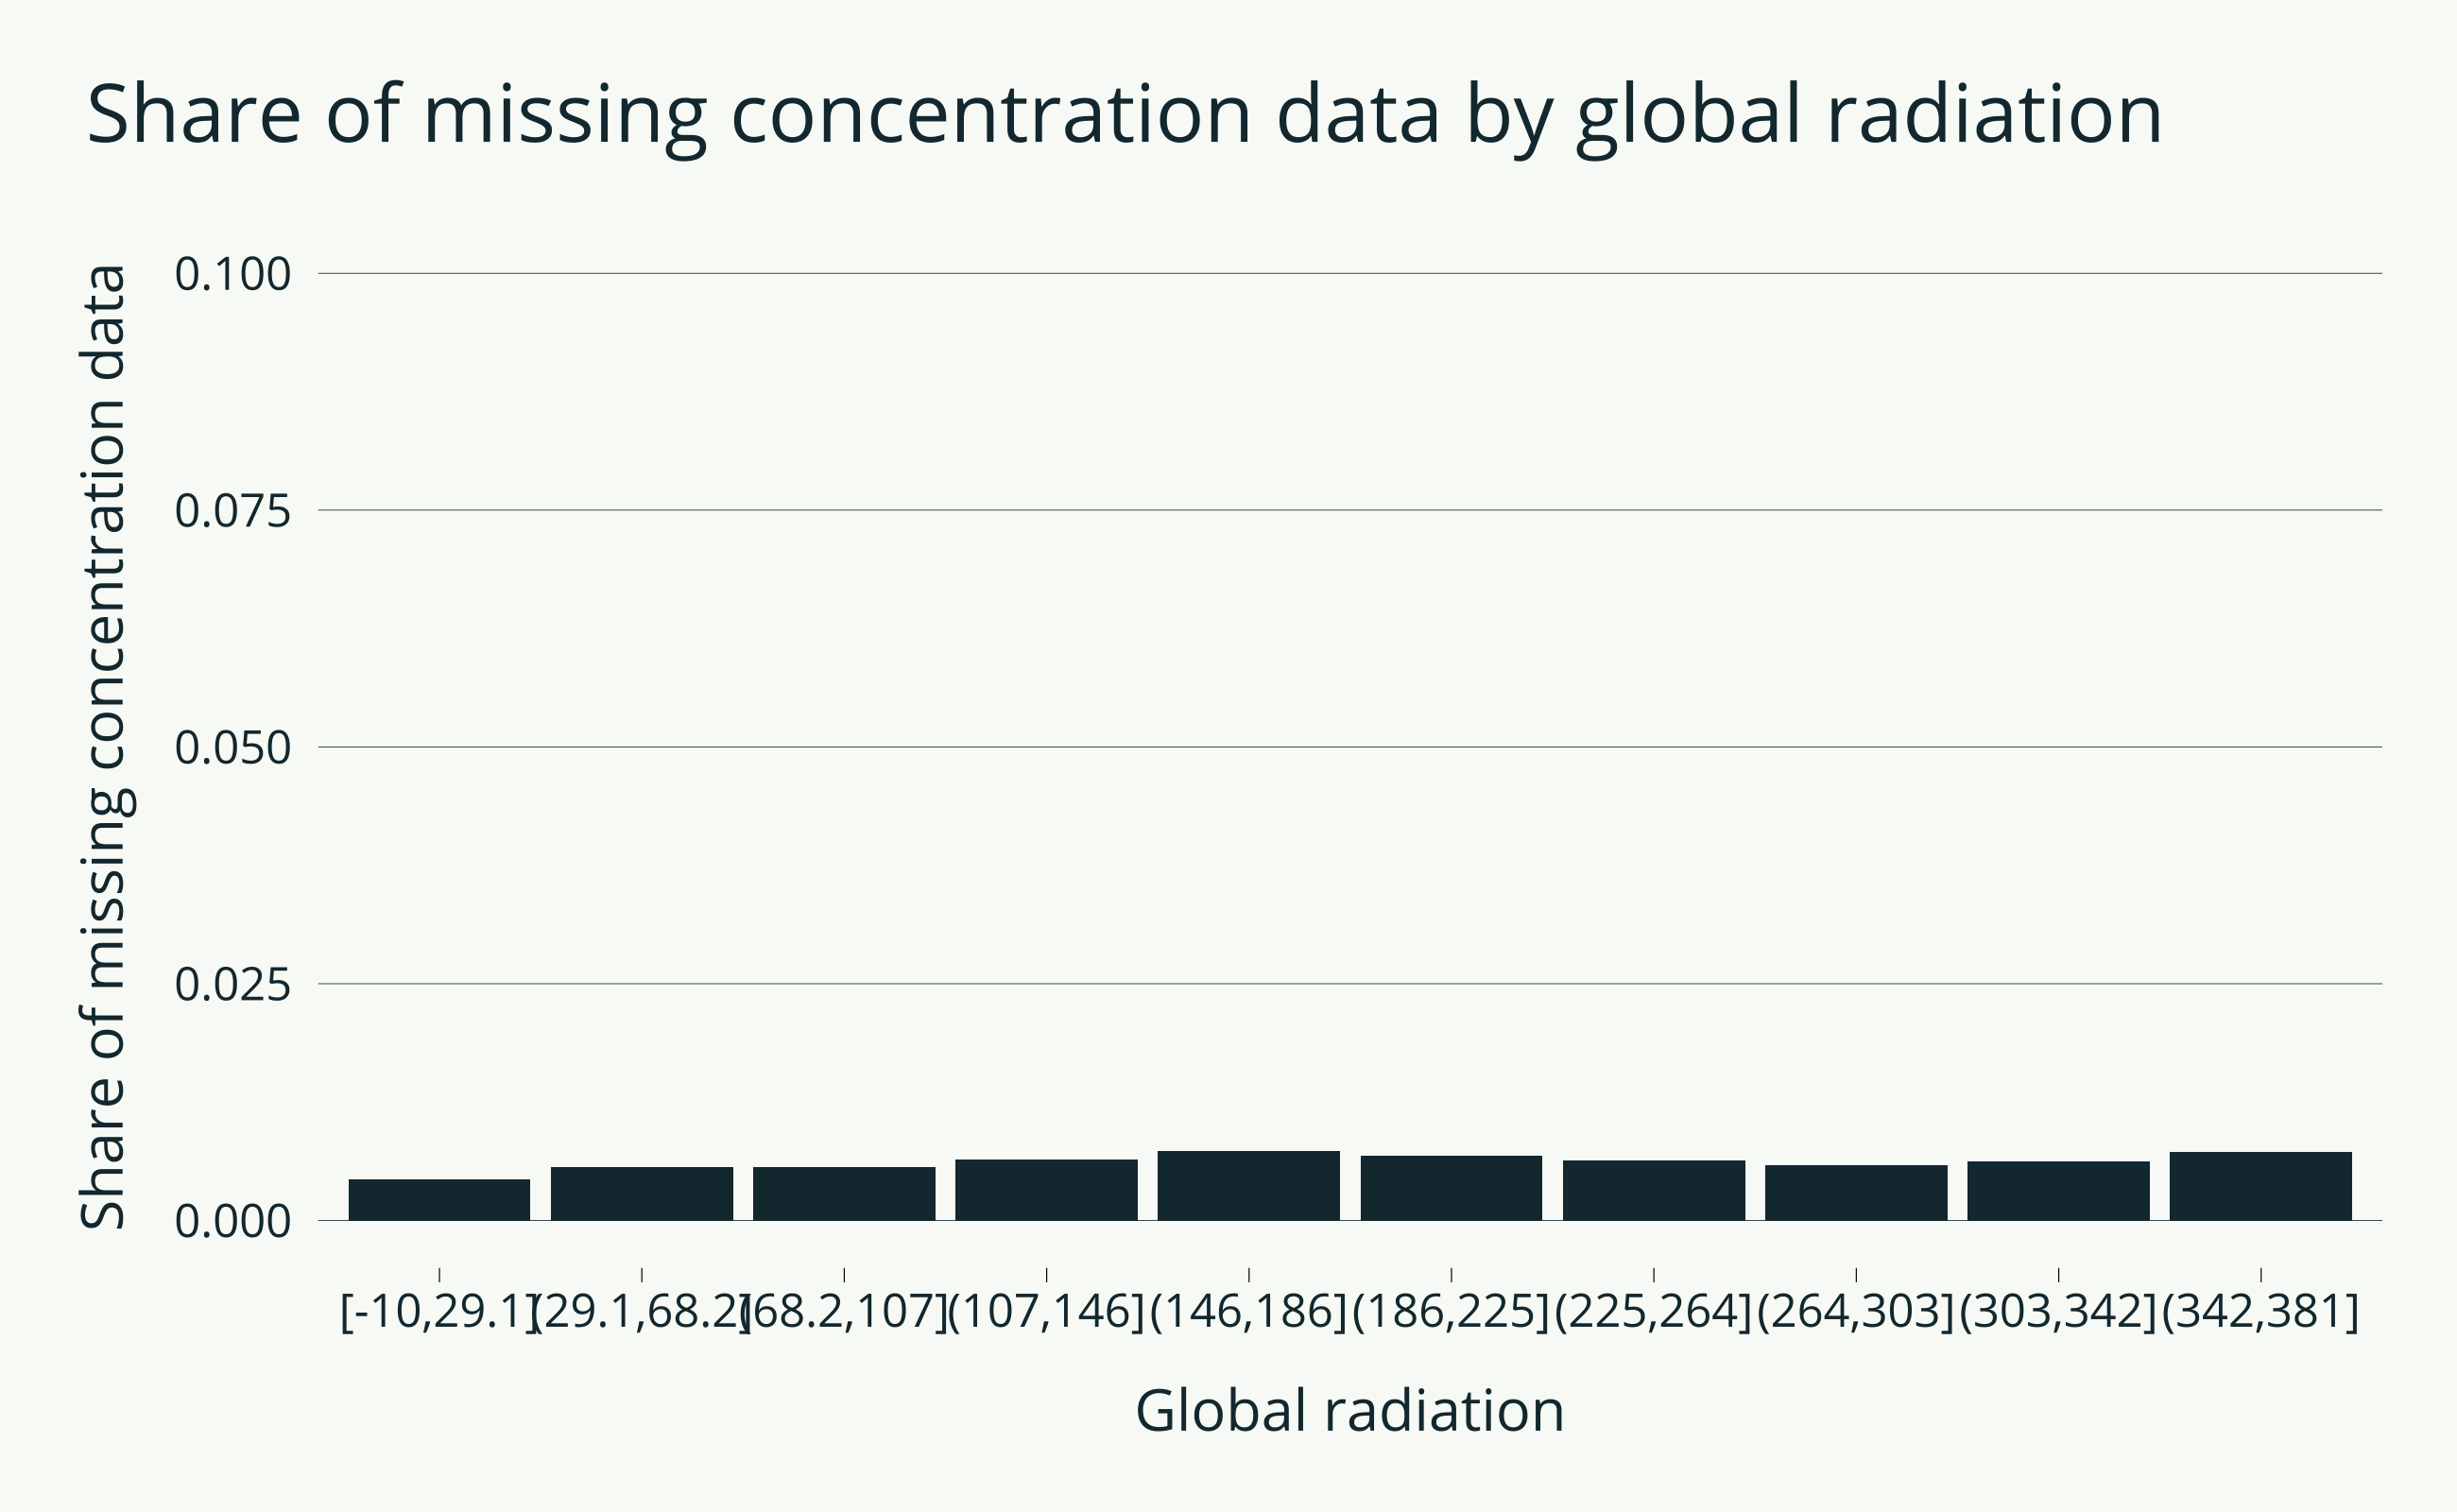 Share of missing concentration data by global radiation
Share of missing concentration data
0.100
0.075
0.050
0.025
0.000
[-10,29.1] (29.1,68.2] (68.2,107] (107,146] (146,186] (186,225] (225,264] (264,303] (303,342] (342,381]
Global radiation